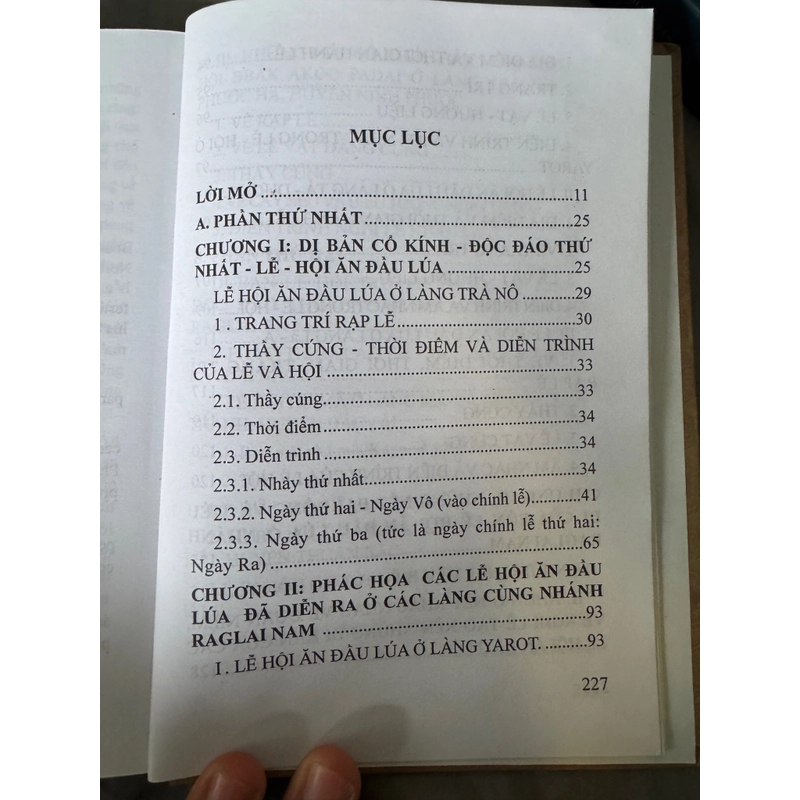 MỤC LỤC
LỜI MỞ ................................................................11
A. PHẦN THỨ NHẤT ..........................................25
CHƯƠNG I: DỊ BẢN CỔ KÍNH - ĐỘC ĐÁO THỨ
NHẤT - LỄ - HỘI ĂN ĐẦU LÚA ........................25
LỄ HỘI ĂN ĐẦU LÚA Ở LÀNG TRÀ NÔ .........29
1 . TRANG TRÍ RẠP LỄ ....................................30
2. THẦY CÚNG - THỜI ĐIỂM VÀ DIỄN TRÌNH
CỦA LỄ VÀ HỘI ................................................33
2.1. Thầy cúng....................................................33
2.2. Thời điểm....................................................34
2.3. Diễn trình....................................................34
2.3.1. Nhày thứ nhất...........................................34
2.3.2. Ngày thứ hai - Ngày Vô (vào chính lễ)..........41
2.3.3. Ngày thứ ba (tức là ngày chính lễ thứ hai:
Ngày Ra)............................................................65
CHƯƠNG II: PHÁC HỌA CÁC LỄ HỘI ĂN ĐẦU
LÚA ĐÃ DIỄN RA Ở CÁC LÀNG CÙNG NHÁNH
RAGLAI NAM ..................................................93
I . LỄ HỘI ĂN ĐẦU LÚA Ở LÀNG YAROT. ..........93
227